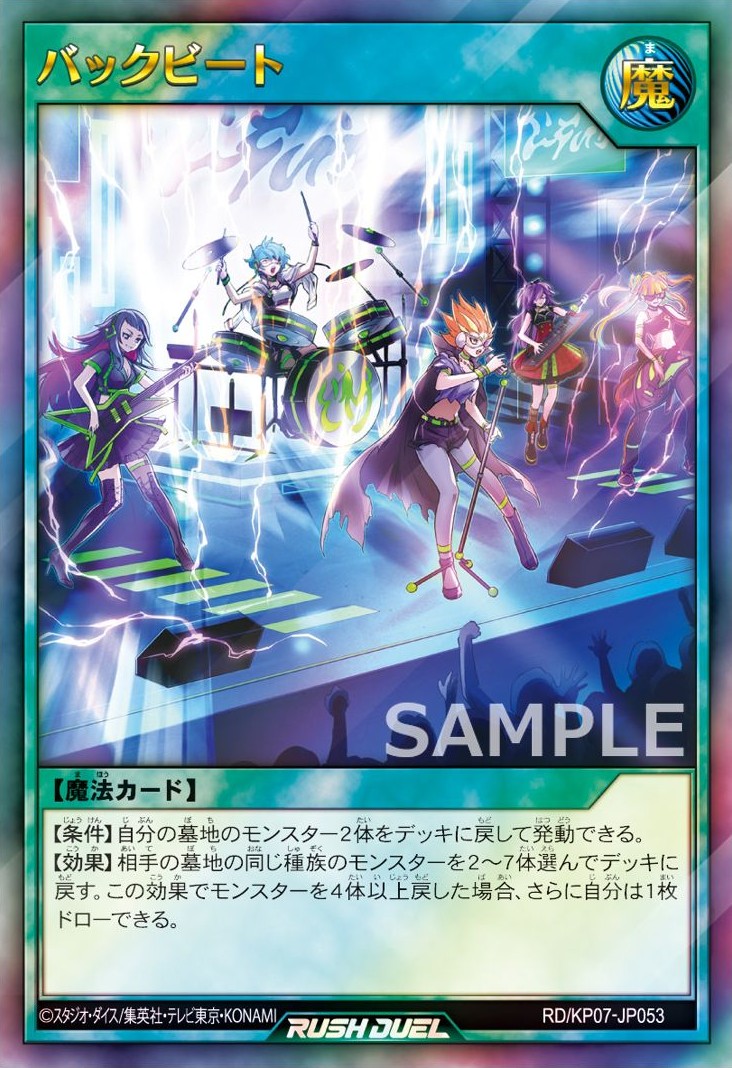 バックビート
魔
ま
SAMPLE
【魔法カード】
【条件】自分の墓地のモンスター2体をデッキに戻して発動できる。
【効果】相手の墓地の同じ種族のモンスターを2〜7体選んでデッキに
戻す。この効果でモンスターを4体以上戻した場合、さらに自分は1枚
ドローできる。
©スタジオ・ダイス/集英社・テレビ東京・KONAMI
RUSH DUEL
RD/KP07-JP053